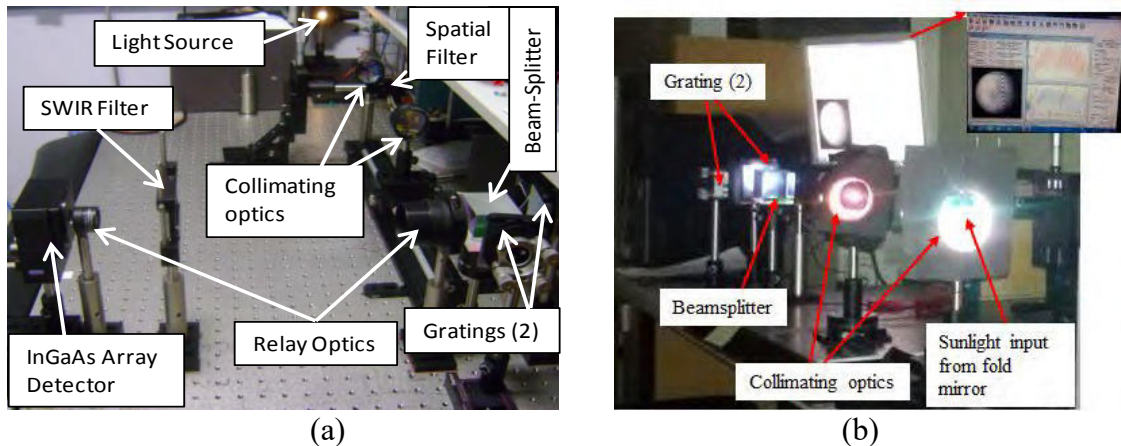 Light Source
Spatial
Filter
Beam-Splitter
SWIR Filter
Collimating
optics
InGaAs Array
Detector
Relay Optics
Gratings (2)
(a)
Grating (2)
Beamsplitter
Collimating optics
Sunlight input
from fold
mirror
(b)